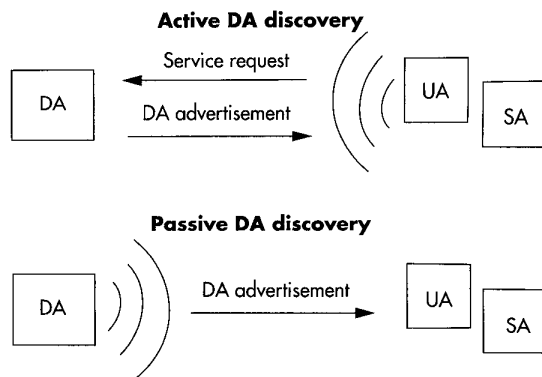 Active DA discovery
Service request
DA
UA
DA advertisement
SA
Passive DA discovery
DA
DA advertisement
UA
SA